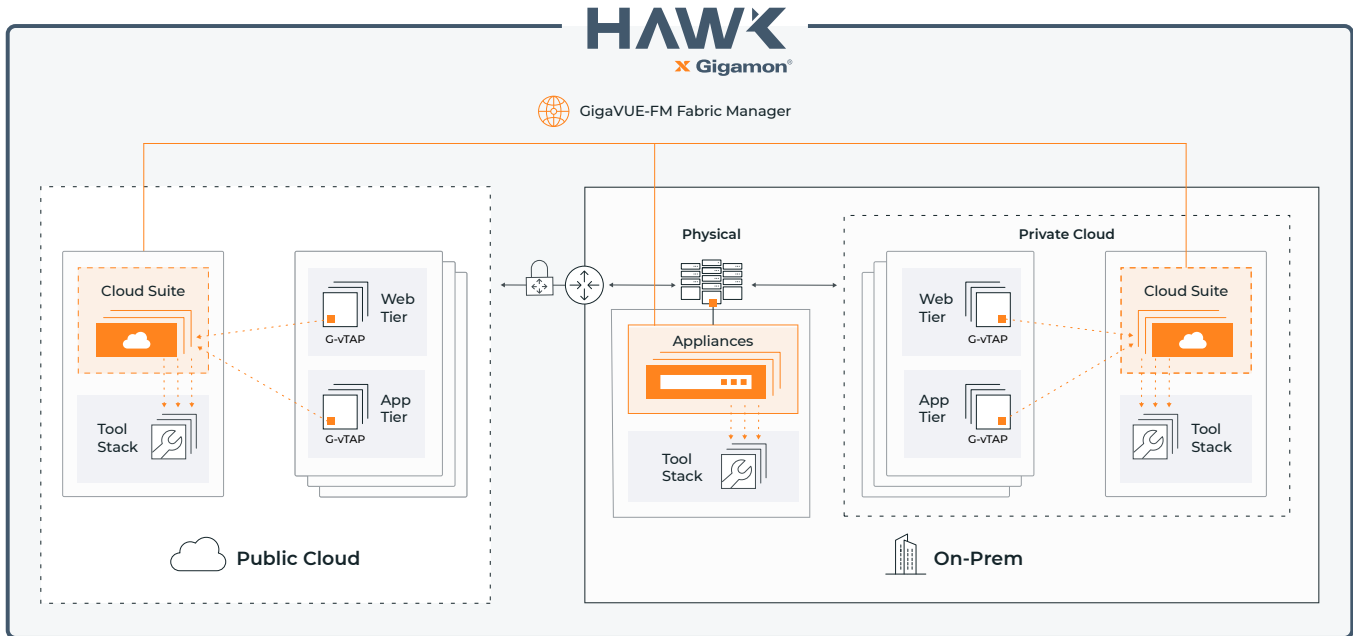 HAWK
Gigamon®
GigaVUE-FM Fabric Manager
Cloud Suite
Tool
Stack
Web
Tier
G-vTAP
App
Tier
G-vTAP
Public Cloud
Physical
Appliances
Tool
Stack
Private Cloud
Web
Tier
G-vTAP
App
Tier
G-vTAP
Cloud Suite
Tool
Stack
On-Prem